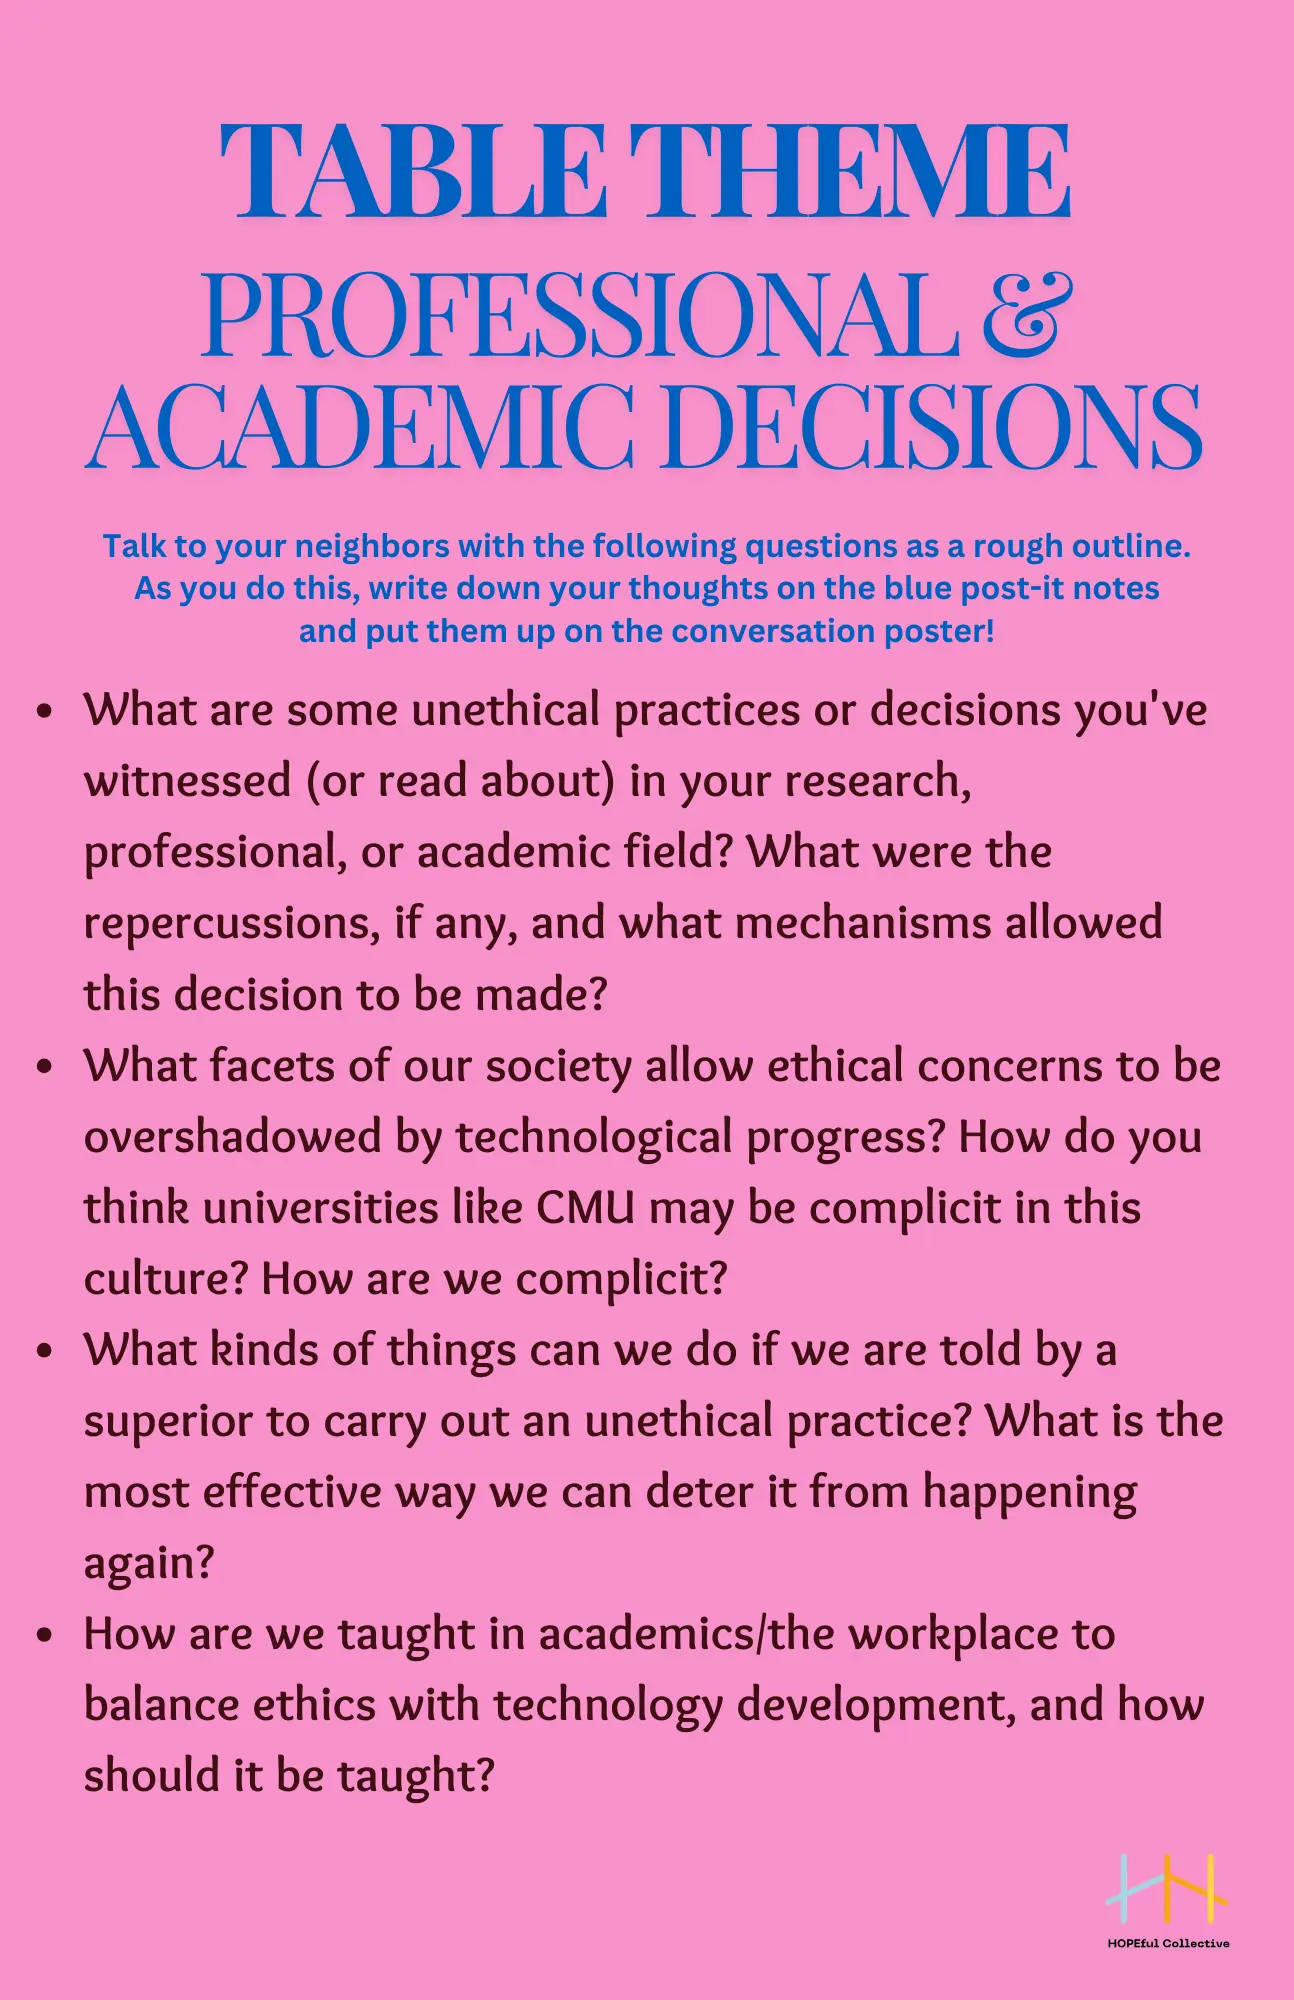 TABLE THEME
PROFESSIONAL &
ACADEMIC DECISIONS
Talk to your neighbors with the following questions as a rough outline.
As you do this, write down your thoughts on the blue post-it notes
and put them up on the conversation poster!
• What are some unethical practices or decisions you've
witnessed (or read about) in your research,
professional, or academic field? What were the
repercussions, if any, and what mechanisms allowed
this decision to be made?
• What facets of our society allow ethical concerns to be
overshadowed by technological progress? How do you
think universities like CMU may be complicit in this
culture? How are we complicit?
• What kinds of things can we do if we are told by a
superior to carry out an unethical practice? What is the
most effective way we can deter it from happening
again?
• How are we taught in academics/the workplace to
balance ethics with technology development, and how
should it be taught?
HOPEful Collective